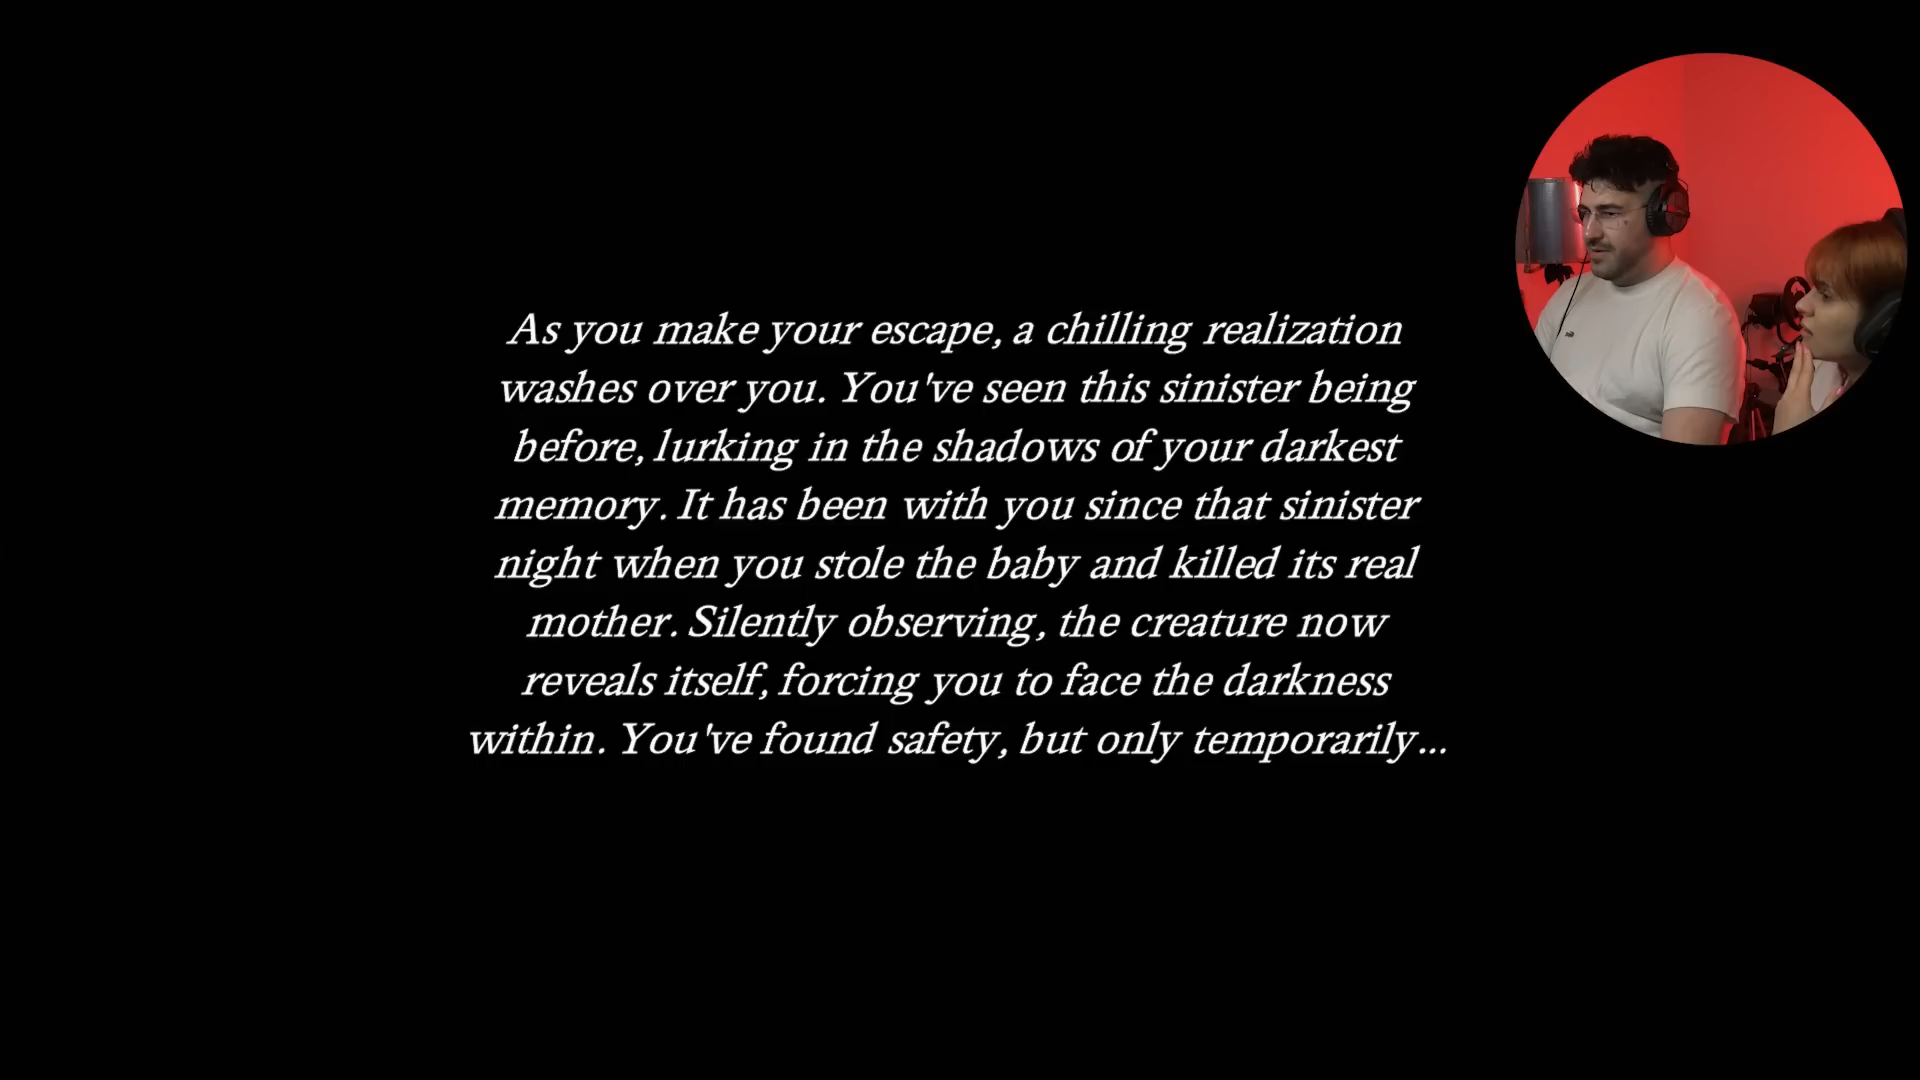 As you make your escape, a chilling realization
washes over you. You've seen this sinister being
before, lurking in the shadows of your darkest
memory. It has been with you since that sinister
night when you stole the baby and killed its real
mother. Silently observing, the creature now
reveals itself, forcing you to face the darkness
within. You've found safety, but only temporarily...